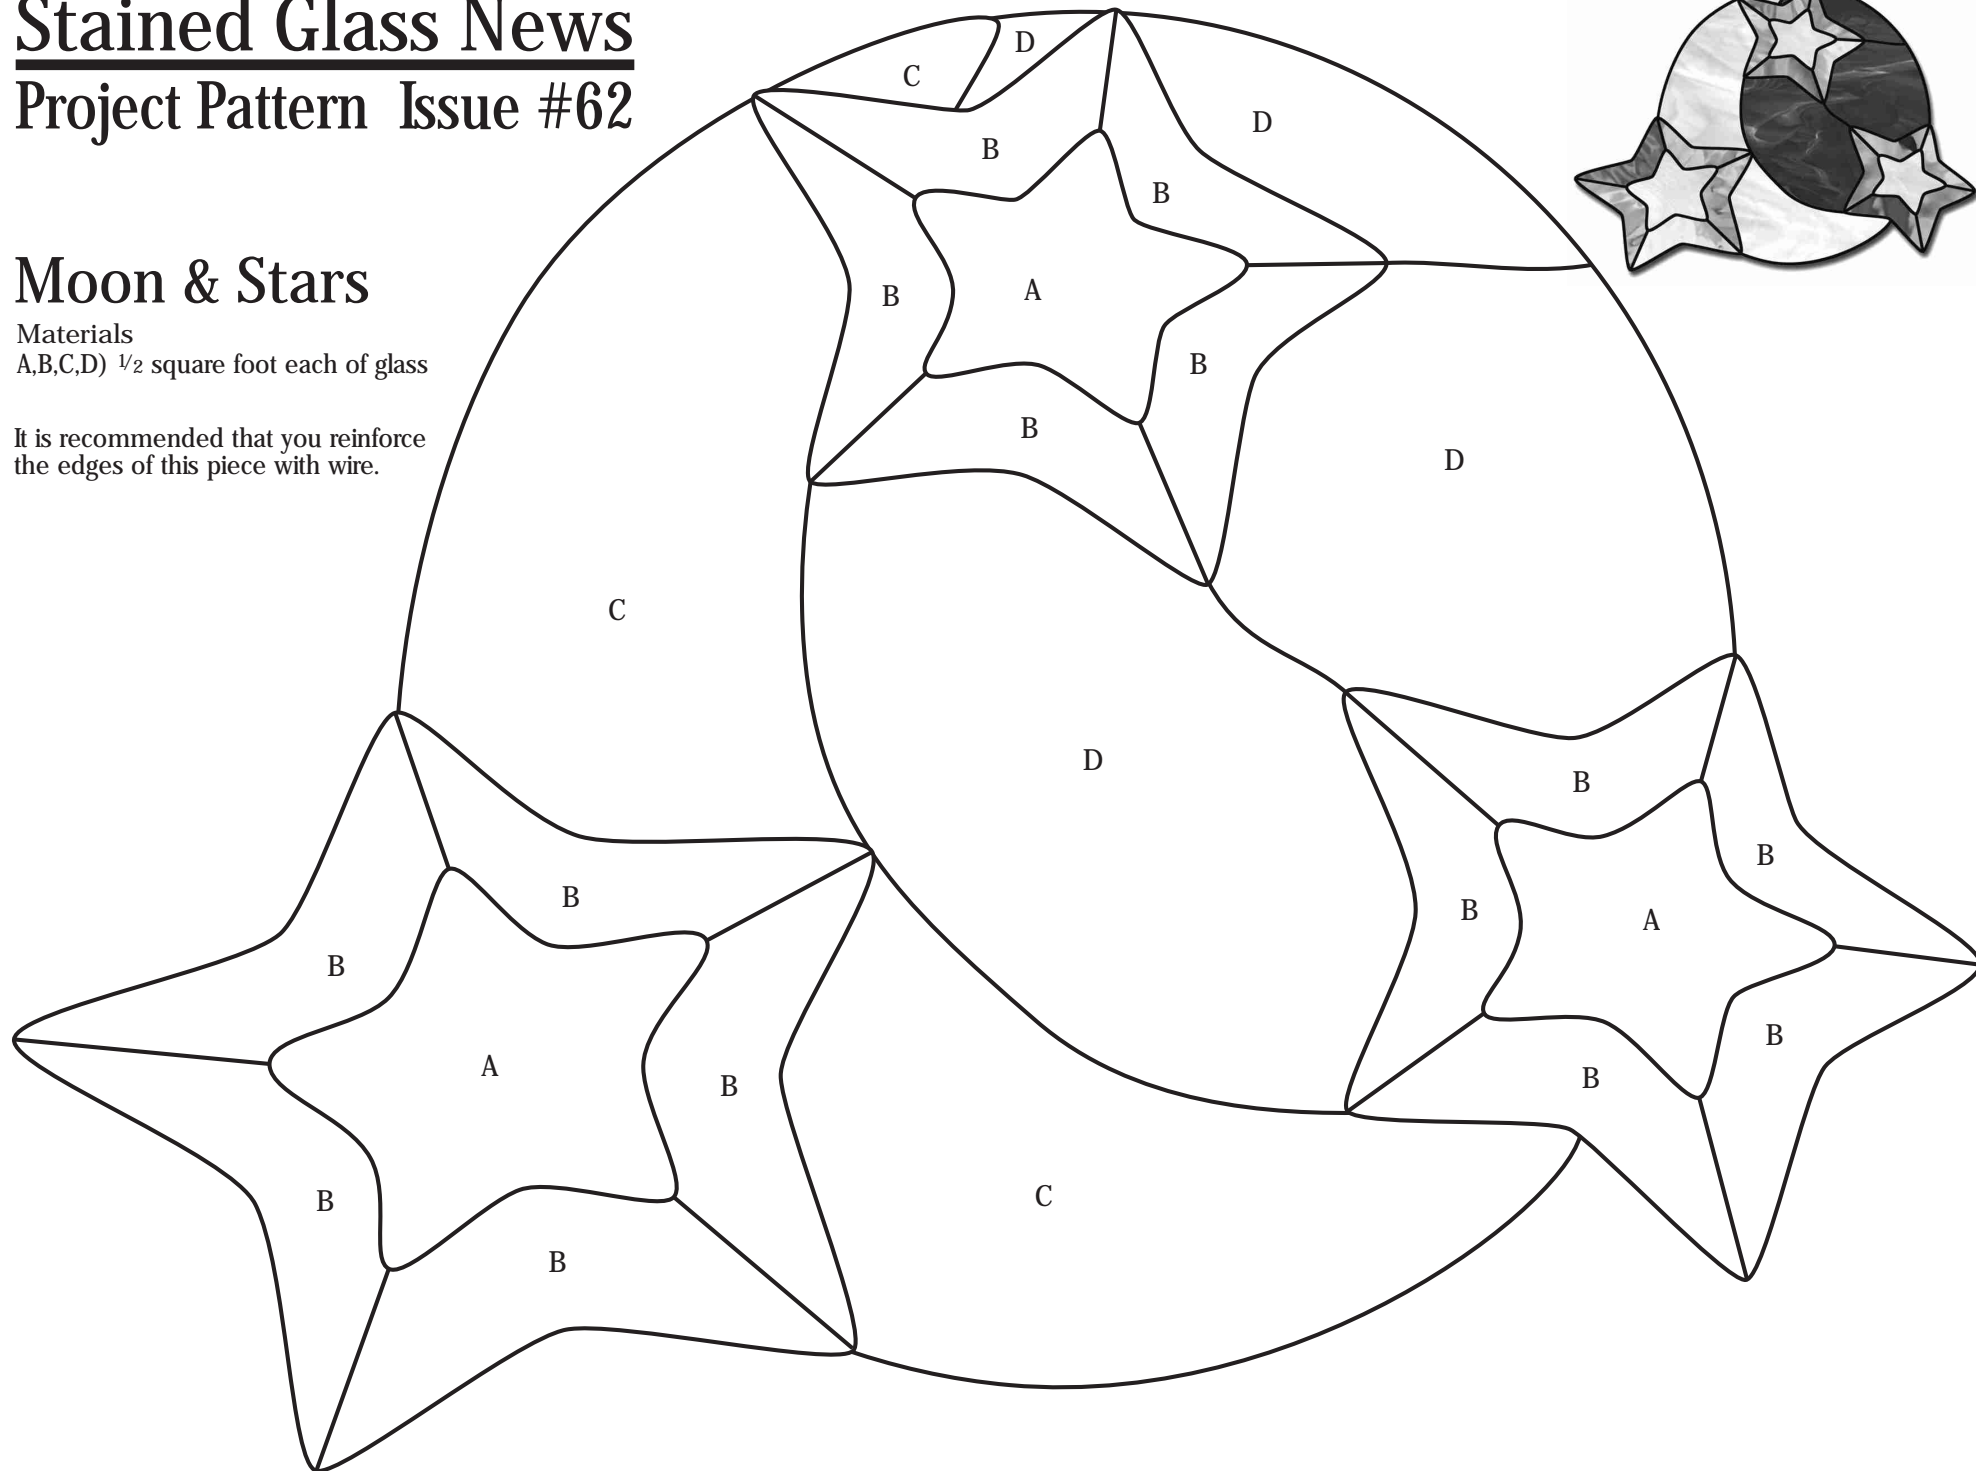 Stained Glass News
Project Pattern Issue #62
Moon & Stars
Materials
A,B,C,D) ½ square foot each of glass
It is recommended that you reinforce
the edges of this piece with wire.
D
C
D
B
B
B
A
B
B
D
C
D
B
B
B
B
A
B
A
B
B
B
B
C
B
B